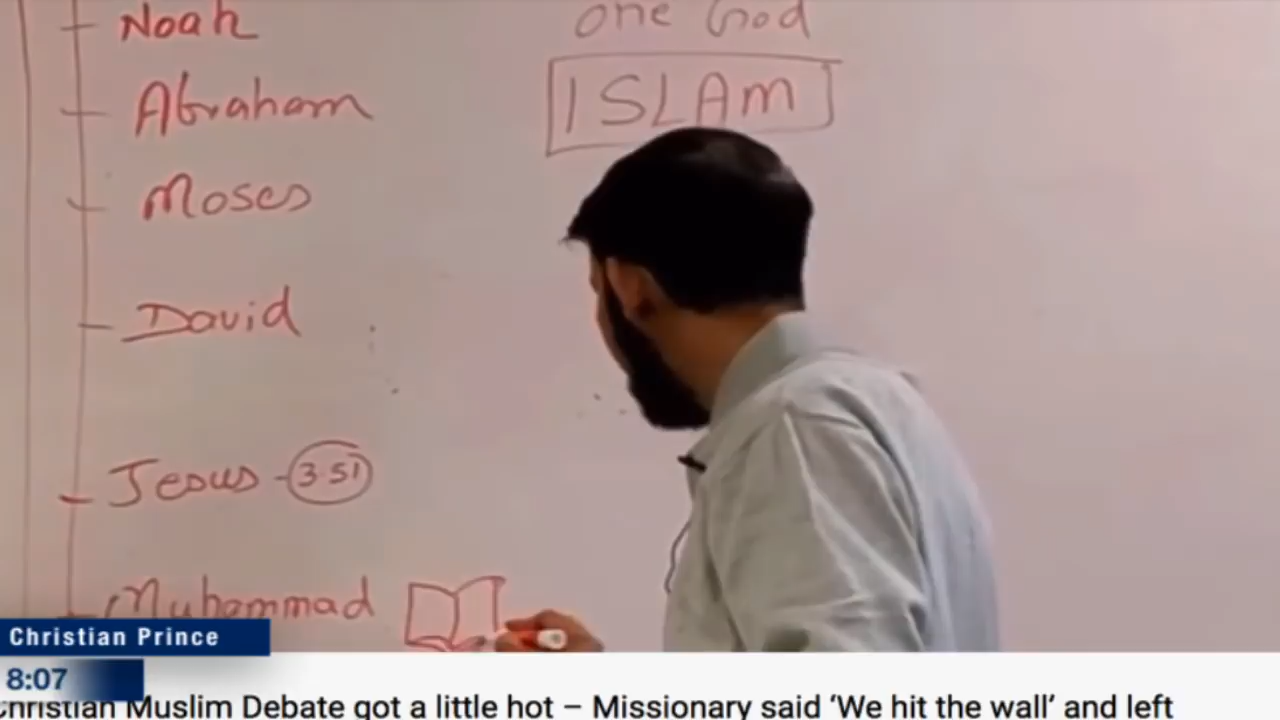 Noah
one God
Abraham
ISLAM
Moses
David
Jesus - 3.51
Muhammad
Christian Prince
8:07
Christian Muslim Debate got a little hot – Missionary said ‘We hit the wall’ and left